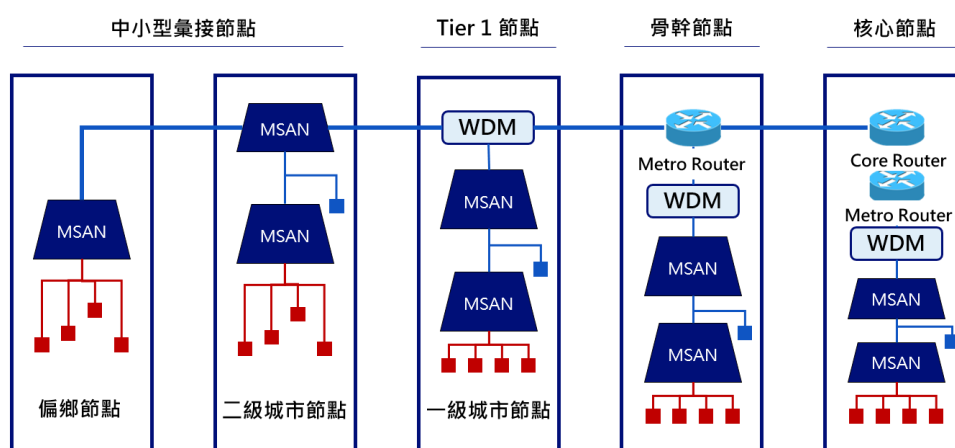 中小型彙接節點
Tier 1 節點
骨幹節點
核心節點
MSAN
MSAN
MSAN
偏鄉節點
二級城市節點
WDM
MSAN
MSAN
一級城市節點
Metro Router
WDM
MSAN
MSAN
Core Router
Metro Router
WDM
MSAN
MSAN